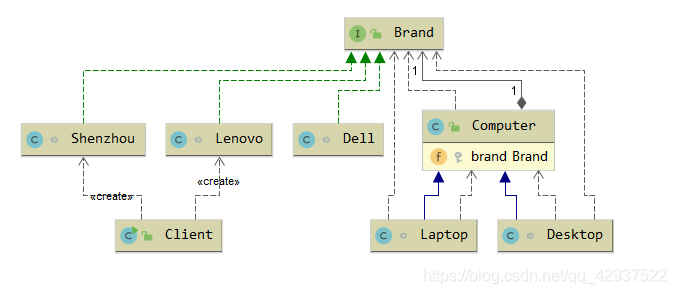 I Brand
1
1
C Computer
f brand Brand
C Shenzhou
C Lenovo
C Dell
«create»
«create»
C Client
C Laptop
C Desktop
https://blog.csdn.net/qq_42937522